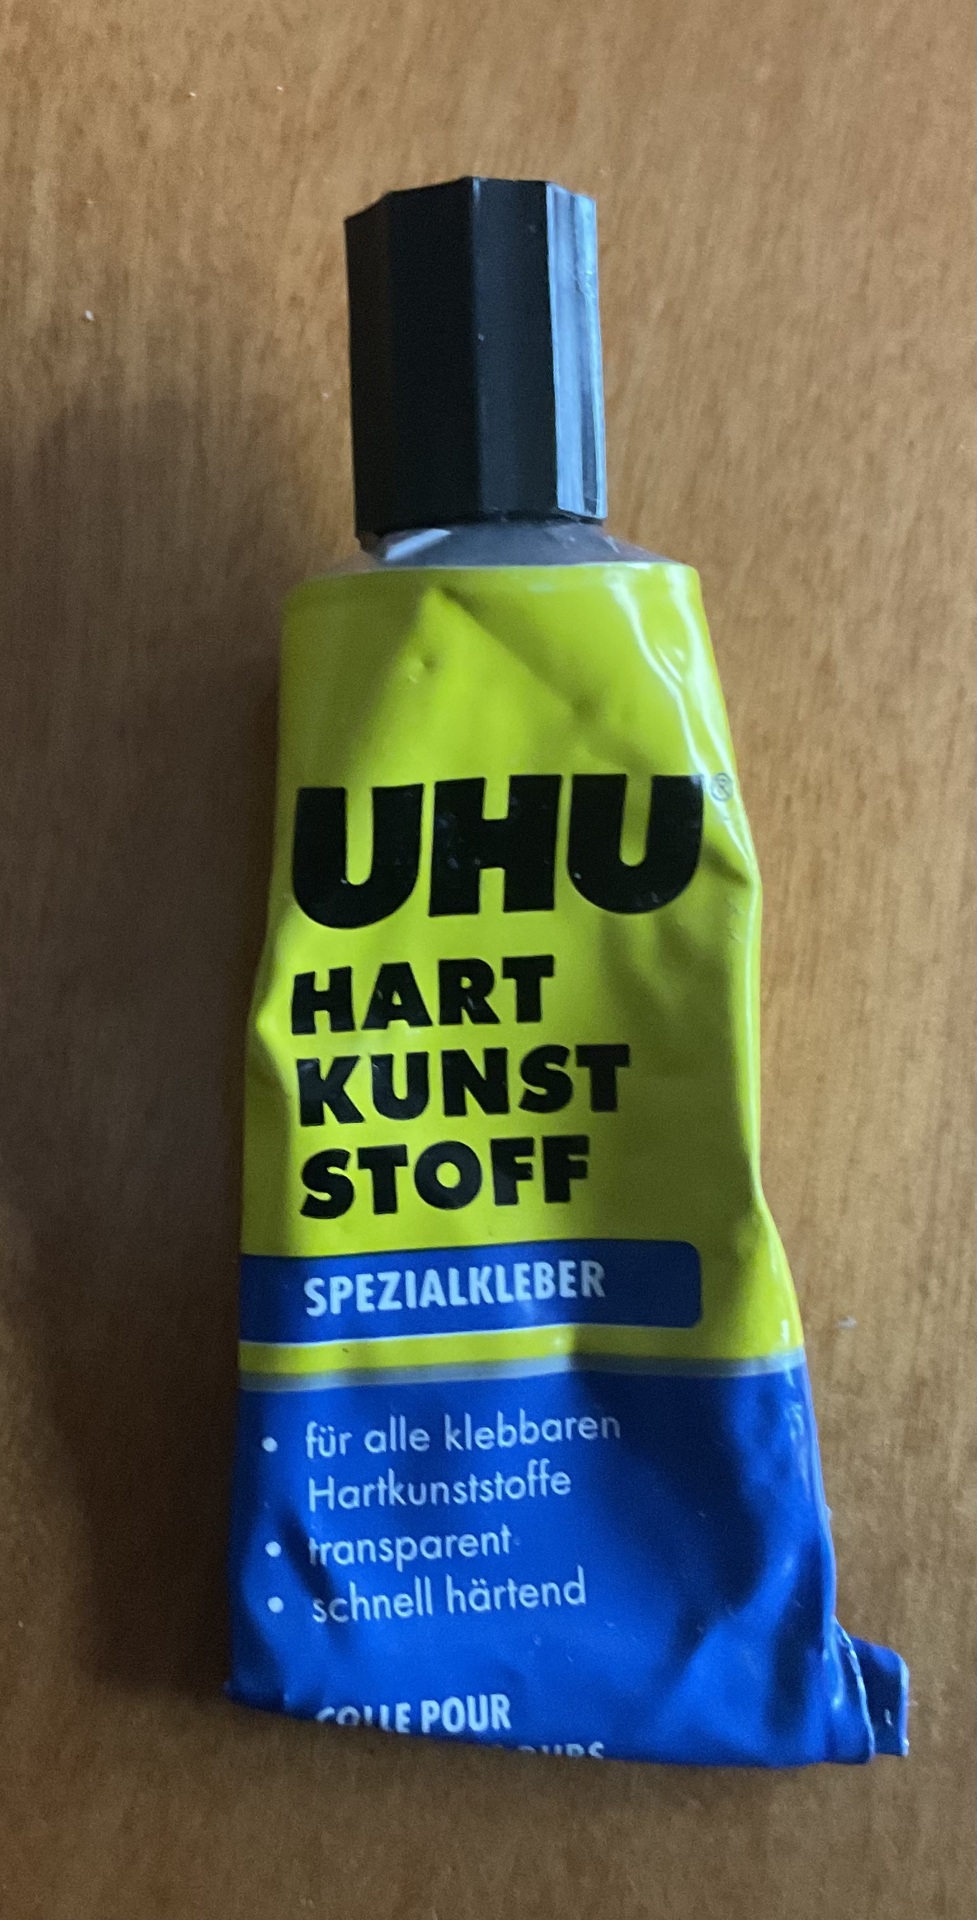 UHU®
HART
KUNST
STOFF
SPEZIALKLEBER
• für alle klebbaren
Hartkunststoffe
• transparent
• schnell härtend
COLLE POUR